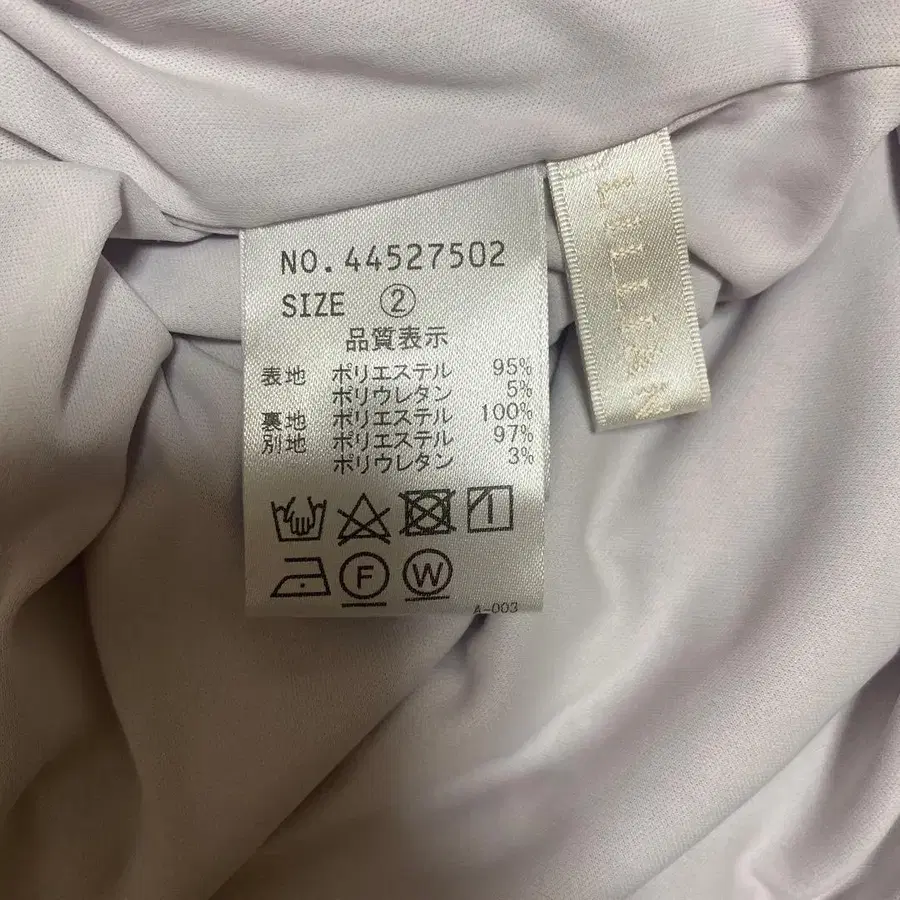 NO.44527502
SIZE ②
品質表示
表地 ポリエステル 95%
ポリウレタン 5%
裏地 ポリエステル 100%
別地 ポリエステル 97%
ポリウレタン 3%
F W
A-003